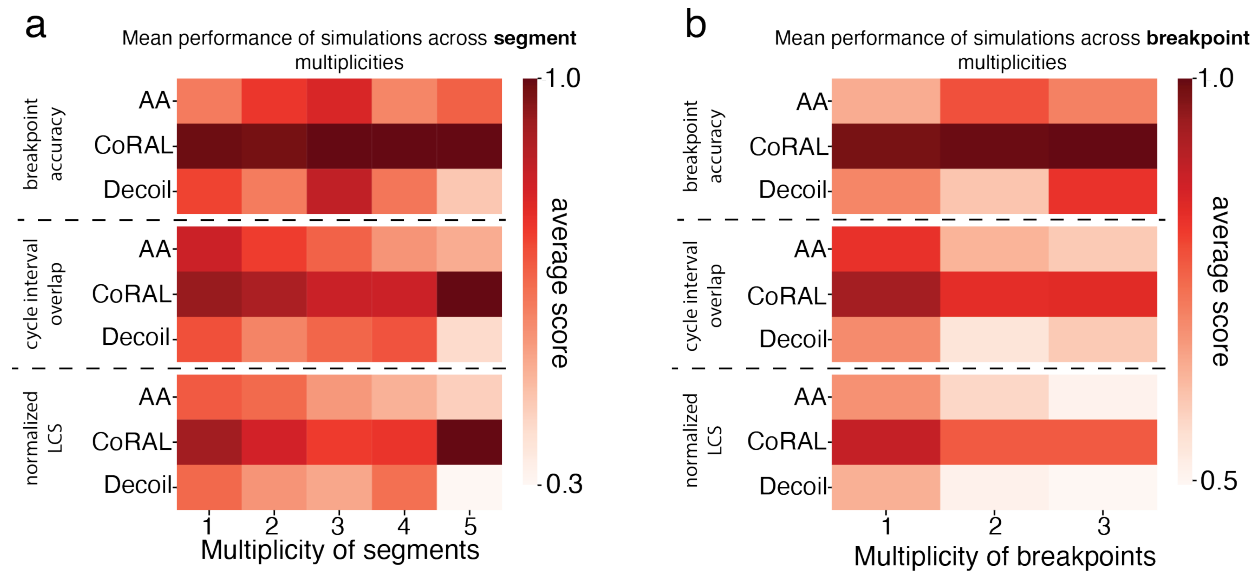 a
Mean performance of simulations across segment
multiplicities
breakpoint
accuracy
AA
CoRAL
Decoil
cycle interval
overlap
AA
CoRAL
Decoil
normalized
LCS
AA
CoRAL
Decoil
1 2 3 4 5
Multiplicity of segments
1.0
average score
0.3
b
Mean performance of simulations across breakpoint
multiplicities
breakpoint
accuracy
AA
CoRAL
Decoil
cycle interval
overlap
AA
CoRAL
Decoil
normalized
LCS
AA
CoRAL
Decoil
1 2 3
Multiplicity of breakpoints
1.0
average score
0.5